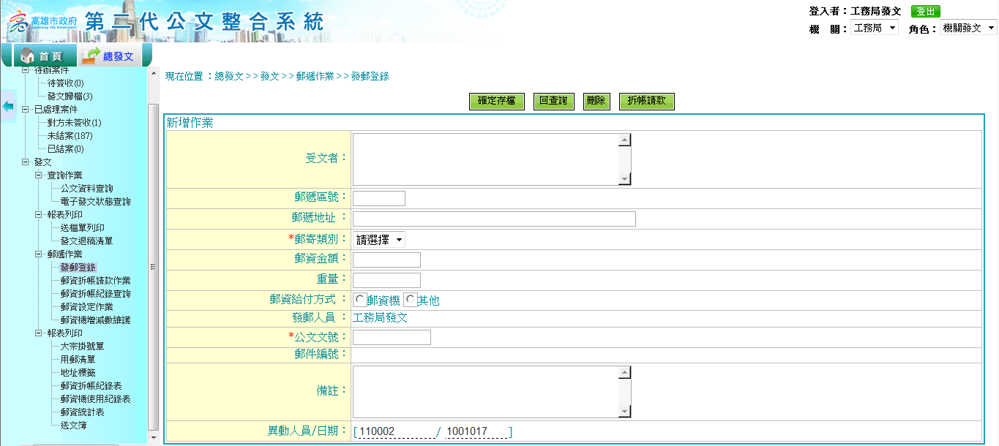 高雄市政府 第二代公文整合系統
Kaohsiung City Government
登入者：工務局發文 登出
機　關：工務局 角色：機關發文
首頁 總發文
待辦案件
待簽收(0)
發文歸檔(3)
已處理案件
對方未簽收(1)
未結案(187)
已結案(0)
發文
查詢作業
公文資料查詢
電子發文狀態查詢
報表列印
送檔單列印
發文退稿清單
郵遞作業
發郵登錄
郵資拆帳請款作業
郵資拆帳紀錄查詢
郵資設定作業
郵資機增減數維護
報表列印
大宗掛號單
用郵清單
地址標籤
郵資拆帳紀錄表
郵資機使用紀錄表
郵資統計表
送文簿
現在位置：總發文>>發文>>郵遞作業>>發郵登錄
確定存檔 回查詢 刪除 拆帳請款
新增作業
受文者：
郵遞區號：
郵遞地址：
*郵寄類別： 請選擇
郵資金額：
重量：
郵資給付方式： 郵資機 其他
發郵人員： 工務局發文
*公文文號：
郵件編號：
備註：
異動人員/日期： [110002 / 1001017 ]